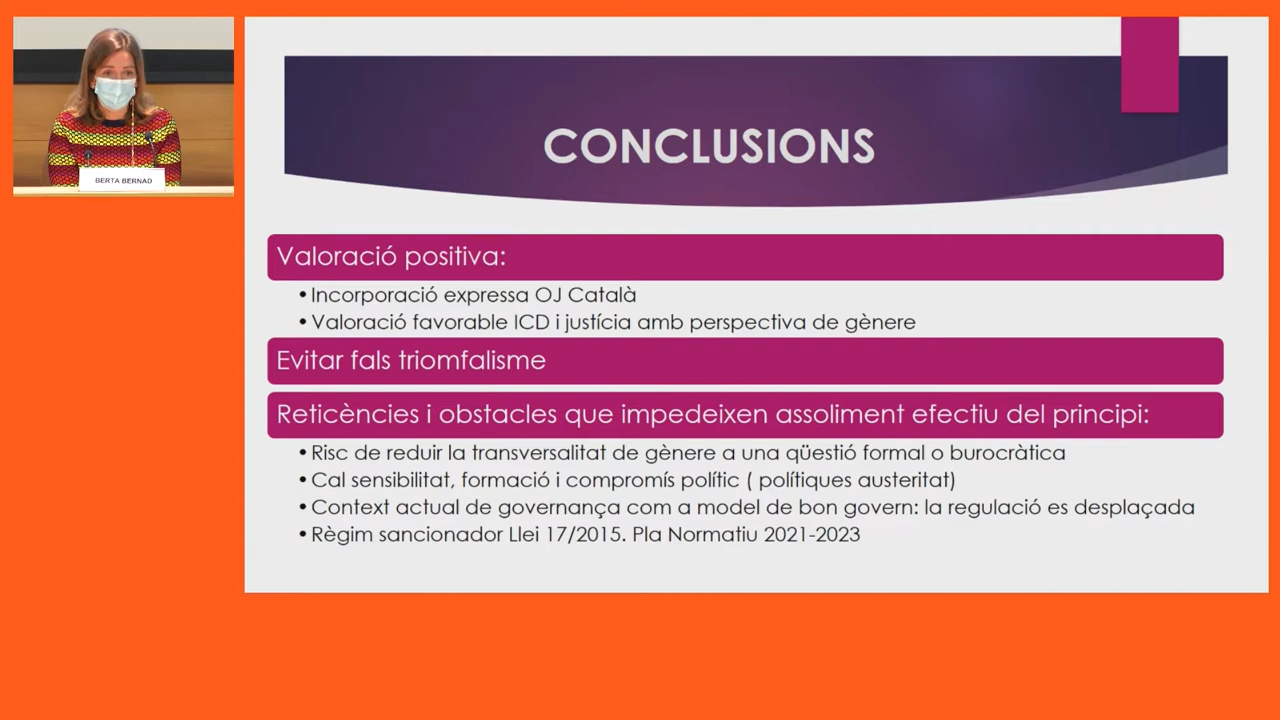 BERTA BERNAD
CONCLUSIONS
Valoració positiva:
• Incorporació expressa OJ Català
• Valoració favorable ICD i justícia amb perspectiva de gènere
Evitar fals triomfalisme
Reticències i obstacles que impedeixen assoliment efectiu del principi:
• Risc de reduir la transversalitat de gènere a una qüestió formal o burocràtica
• Cal sensibilitat, formació i compromís polític ( polítiques austeritat)
• Context actual de governança com a model de bon govern: la regulació es desplaçada
• Règim sancionador Llei 17/2015. Pla Normatiu 2021-2023